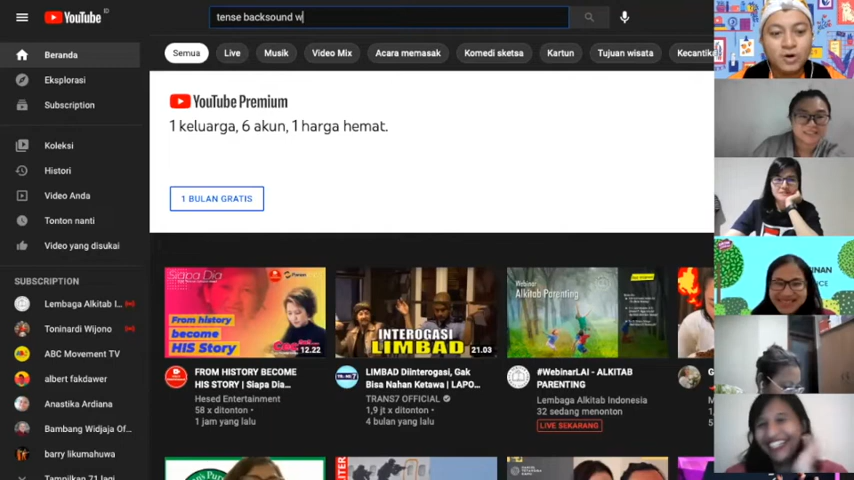 YouTube ID
tense backsound w
Beranda
Eksplorasi
Subscription
Koleksi
Histori
Video Anda
Tonton nanti
Video yang disukai
SUBSCRIPTION
Lembaga Alkitab I...
Toninardi Wijono
ABC Movement TV
albert fakdawer
Anastika Ardiana
Bambang Widjaja Of...
barry likumahuwa
Tampilkan 71 lagi
Semua
Live
Musik
Video Mix
Acara memasak
Komedi sketsa
Kartun
Tujuan wisata
Kecantika
YouTube Premium
1 keluarga, 6 akun, 1 harga hemat.
1 BULAN GRATIS
Siapa Dia
From history
become
HIS Story
12.22
FROM HISTORY BECOME
HIS STORY | Siapa Dia...
Hesed Entertainment
58 x ditonton •
1 jam yang lalu
INTEROGASI
LIMBAD
21.03
LIMBAD Diinterogasi, Gak
Bisa Nahan Ketawa | LAPO...
TRANS7 OFFICIAL
1,9 jt x ditonton •
4 bulan yang lalu
Webinar
Alkitab Parenting
#WebinarLAI - ALKITAB
PARENTING
Lembaga Alkitab Indonesia
32 sedang menonton
LIVE SEKARANG
G